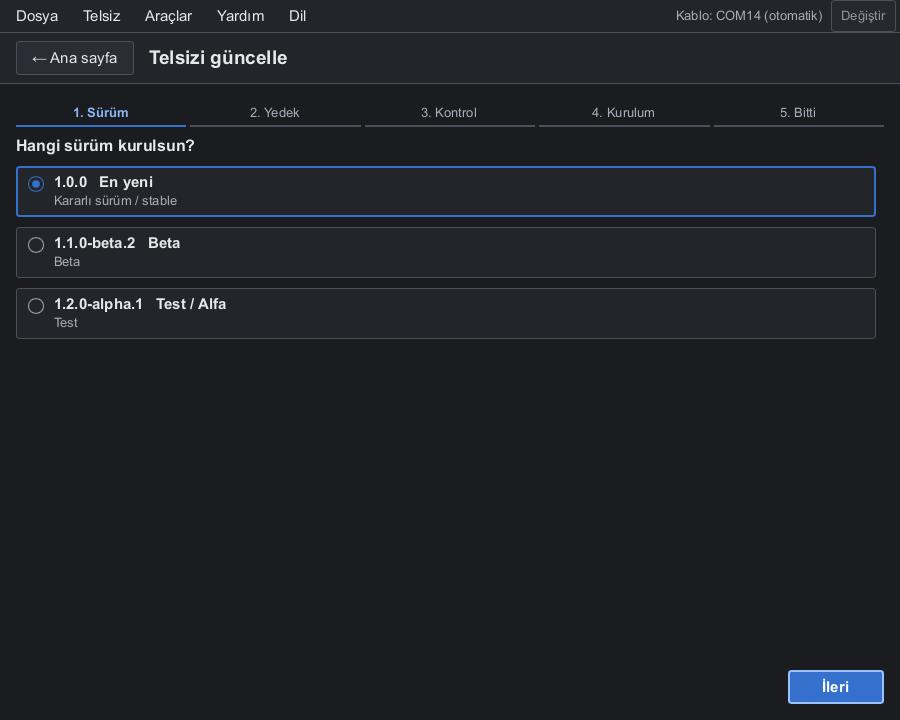 Dosya Telsiz Araçlar Yardım Dil Kablo: COM14 (otomatik) Değiştir
← Ana sayfa Telsizi güncelle
1. Sürüm 2. Yedek 3. Kontrol 4. Kurulum 5. Bitti
Hangi sürüm kurulsun?
1.0.0 En yeni
Kararlı sürüm / stable
1.1.0-beta.2 Beta
Beta
1.2.0-alpha.1 Test / Alfa
Test
İleri